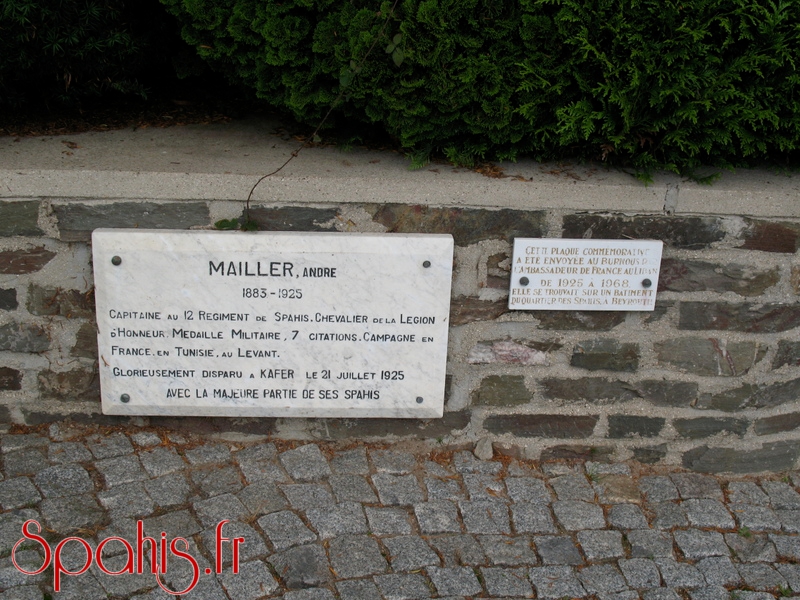 MAILLER, ANDRE
1883-1925
CAPITAINE AU 12 REGIMENT DE SPAHIS. CHEVALIER DE LA LEGION
D'HONNEUR. MEDAILLE MILITAIRE, 7 CITATIONS. CAMPAGNE EN
FRANCE. EN TUNISIE, AU LEVANT.
GLORIEUSEMENT DISPARU A KAFER LE 21 JUILLET 1925
AVEC LA MAJEURE PARTIE DE SES SPAHIS
CETTE PLAQUE COMMEMORATIVE
A ETE ENVOYEE AU BURNOUS PAR
L'AMBASSADEUR DE FRANCE AU LIBAN
DE 1925 A 1968
ELLE SE TROUVAIT SUR UN BATIMENT
DU QUARTIER DES SPAHIS A BEYROUTH
Spahis.fr